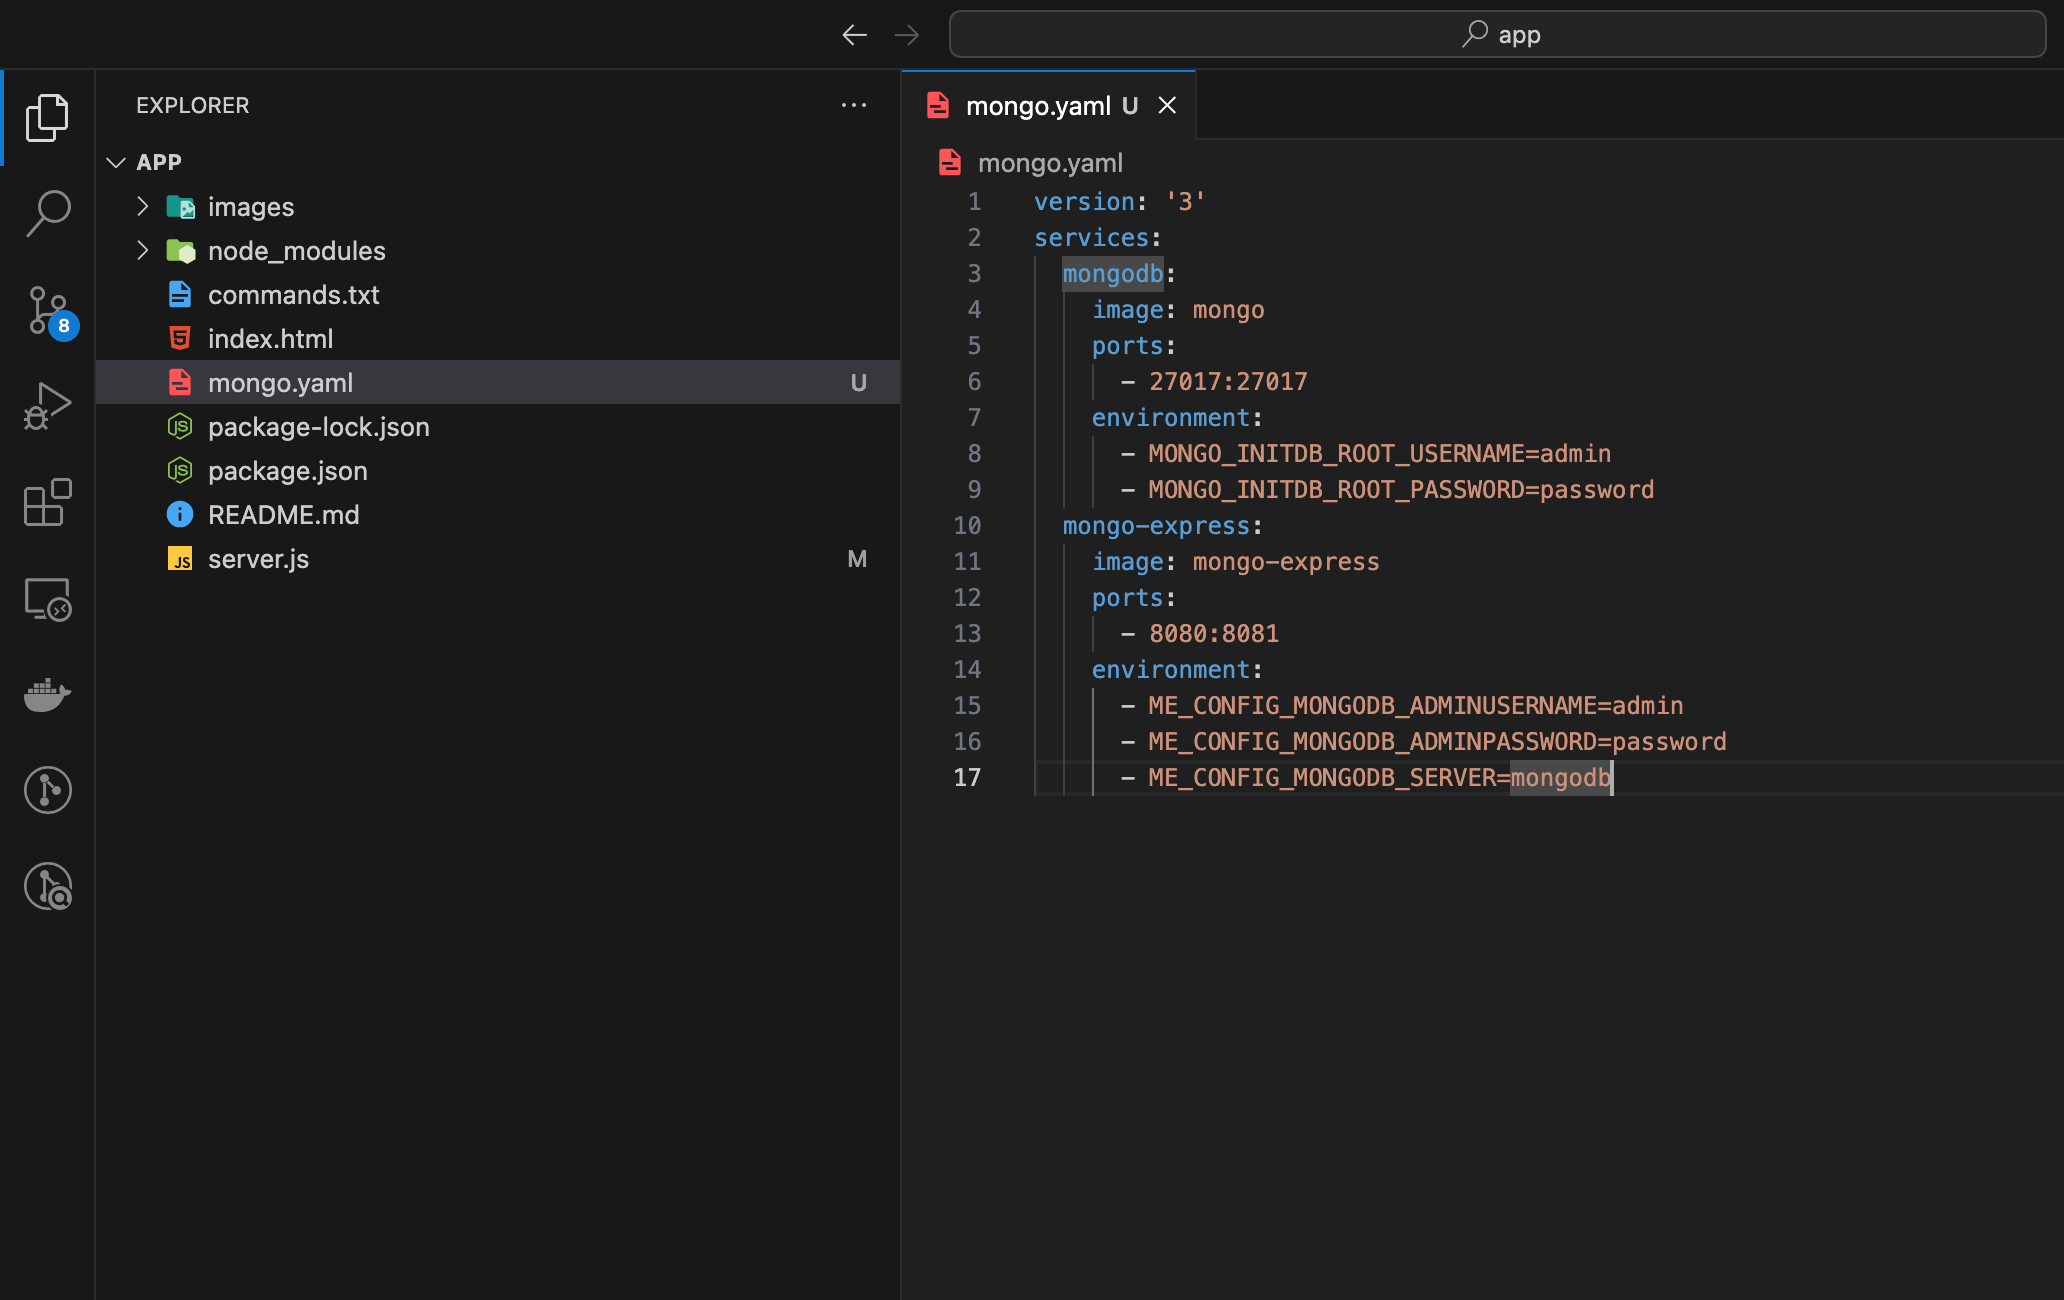 app
EXPLORER
APP
images
node_modules
commands.txt
index.html
mongo.yaml U
package-lock.json
package.json
README.md
server.js M
8
mongo.yaml U
mongo.yaml
1 version: '3'
2 services:
3 mongodb:
4 image: mongo
5 ports:
6 - 27017:27017
7 environment:
8 - MONGO_INITDB_ROOT_USERNAME=admin
9 - MONGO_INITDB_ROOT_PASSWORD=password
10 mongo-express:
11 image: mongo-express
12 ports:
13 - 8080:8081
14 environment:
15 - ME_CONFIG_MONGODB_ADMINUSERNAME=admin
16 - ME_CONFIG_MONGODB_ADMINPASSWORD=password
17 - ME_CONFIG_MONGODB_SERVER=mongodb